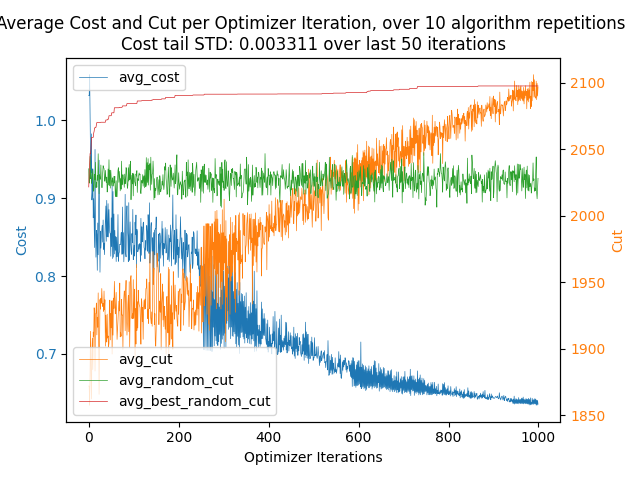 Average Cost and Cut per Optimizer Iteration, over 10 algorithm repetitions
Cost tail STD: 0.003311 over last 50 iterations
avg_cost
1.0
0.9
0.8
0.7
Cost
2100
2050
2000
1950
1900
1850
Cut
avg_cut
avg_random_cut
avg_best_random_cut
0 200 400 600 800 1000
Optimizer Iterations